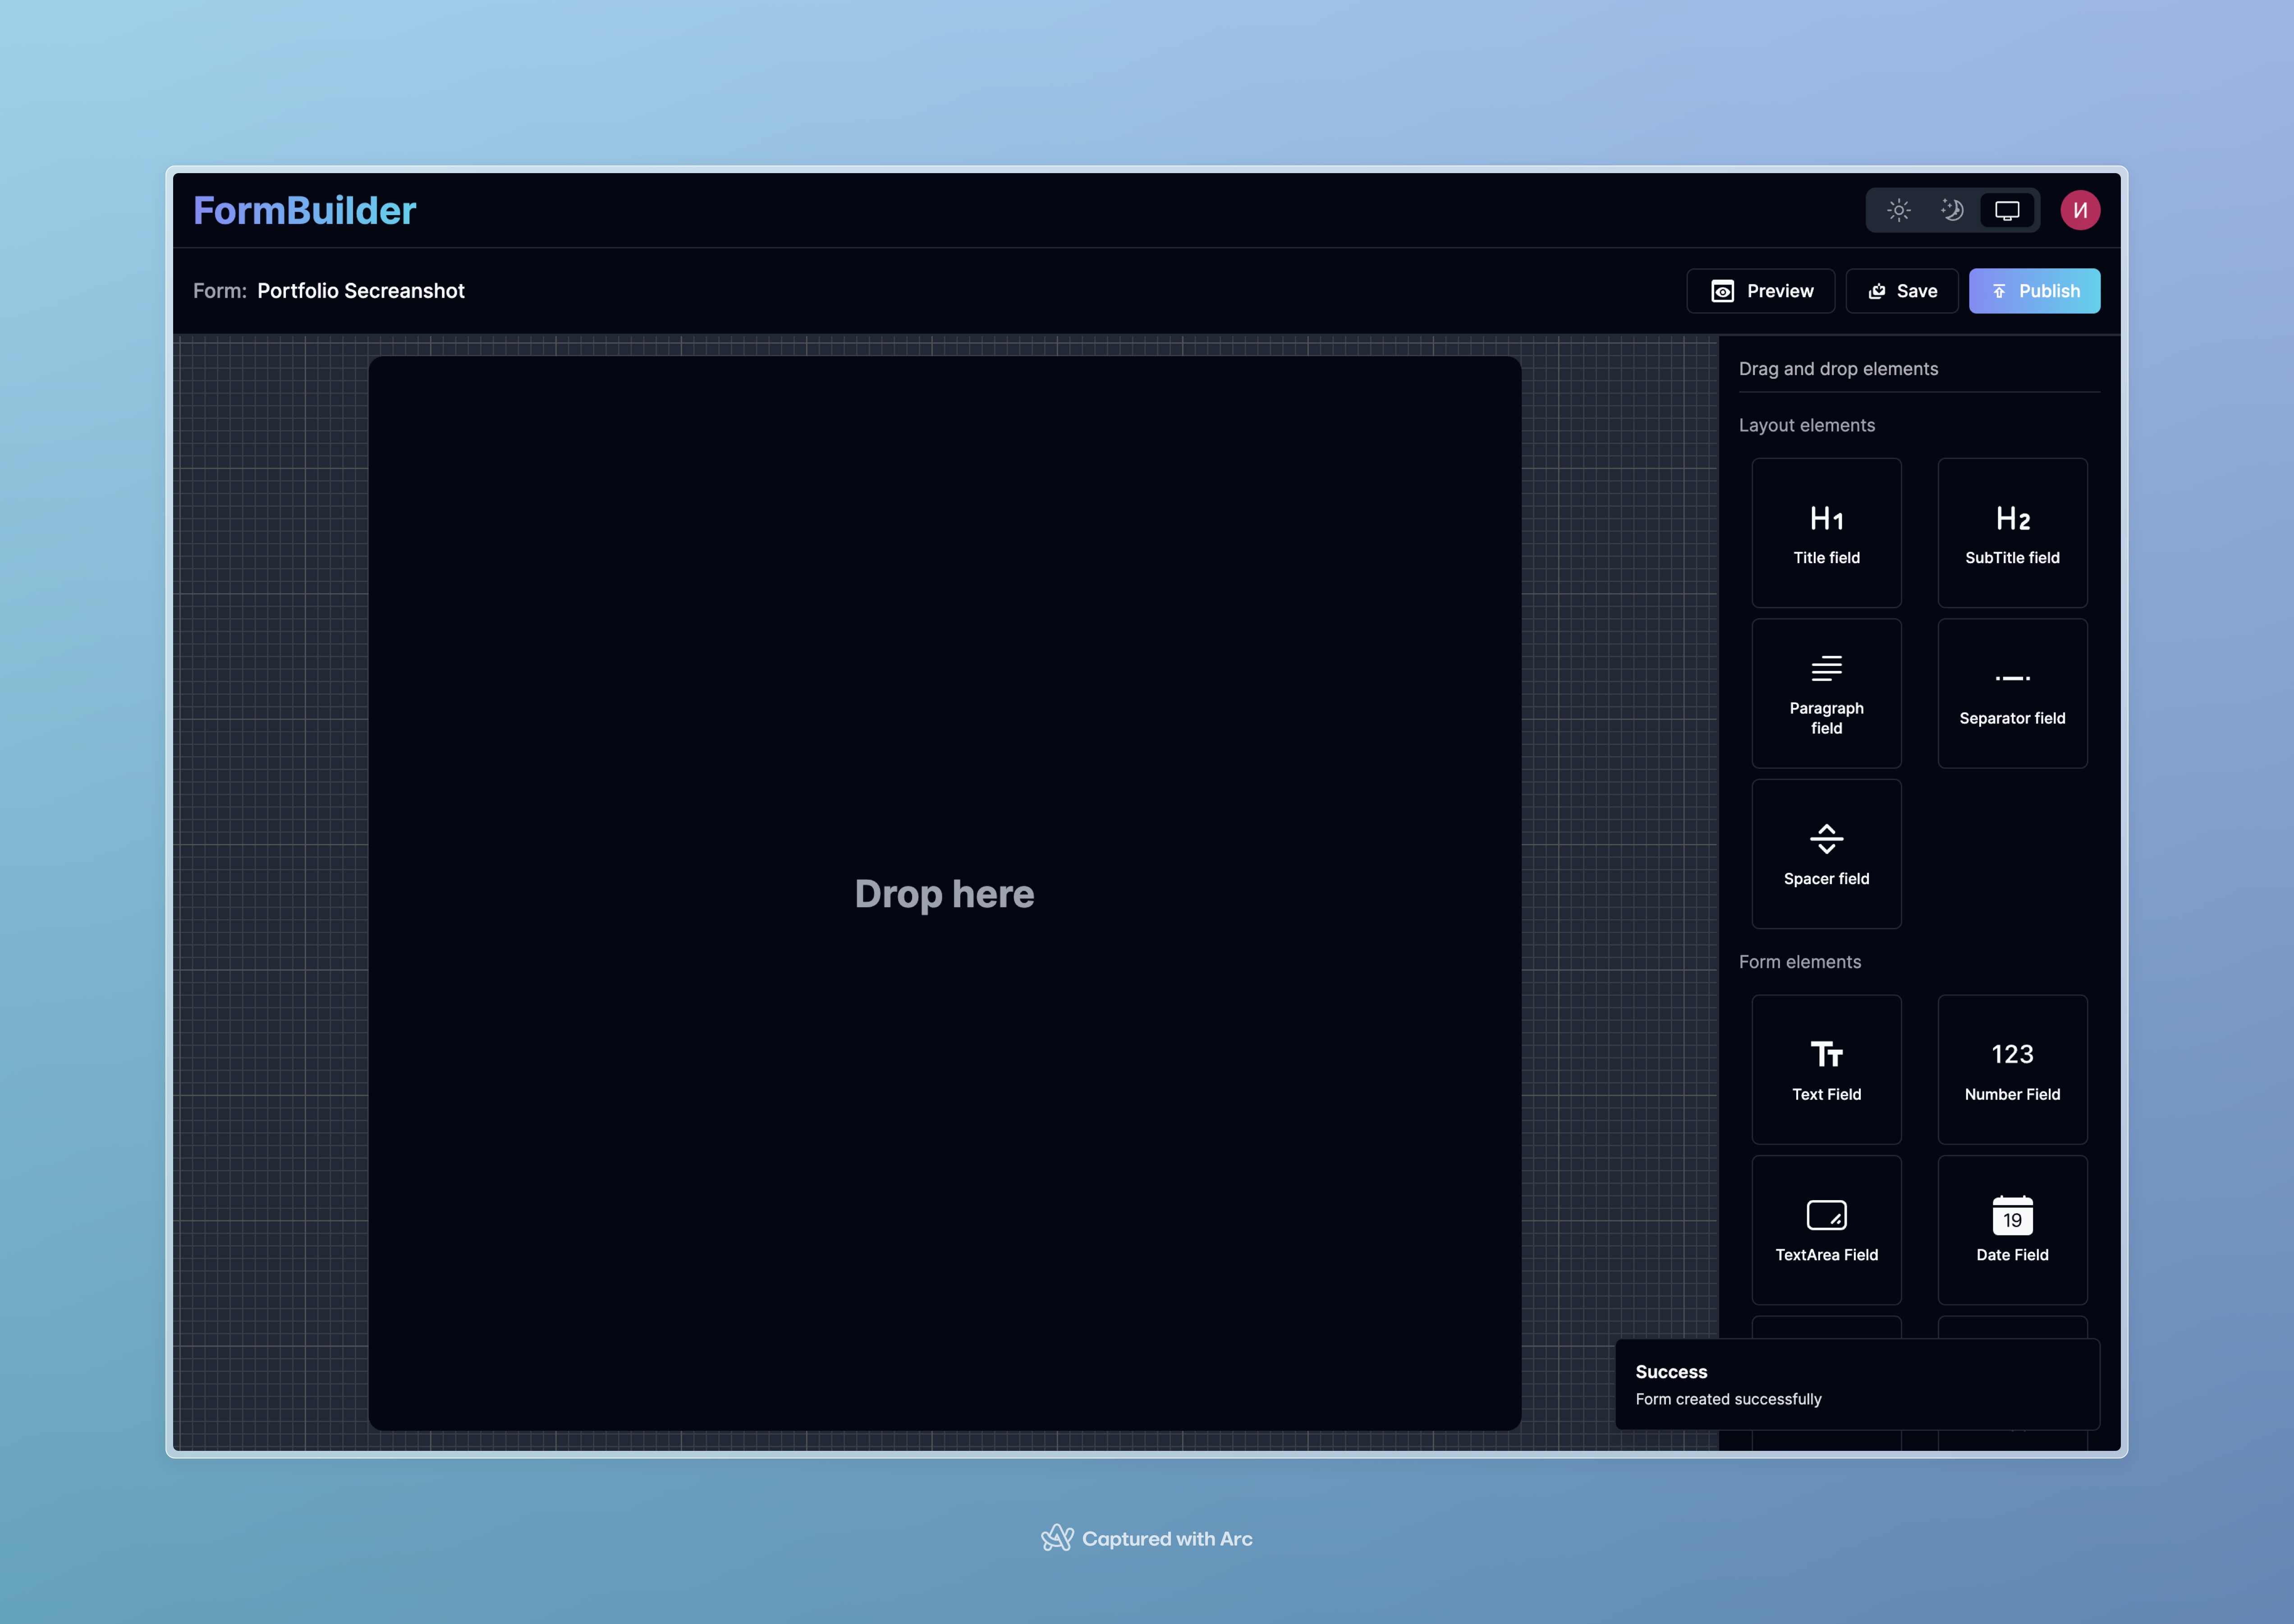 FormBuilder
И
Form: Portfolio Secreanshot
Preview
Save
Publish
Drag and drop elements
Layout elements
H1
Title field
H2
SubTitle field
Paragraph
field
Separator field
Spacer field
Drop here
Form elements
Tт
Text Field
123
Number Field
TextArea Field
19
Date Field
Success
Form created successfully
Captured with Arc